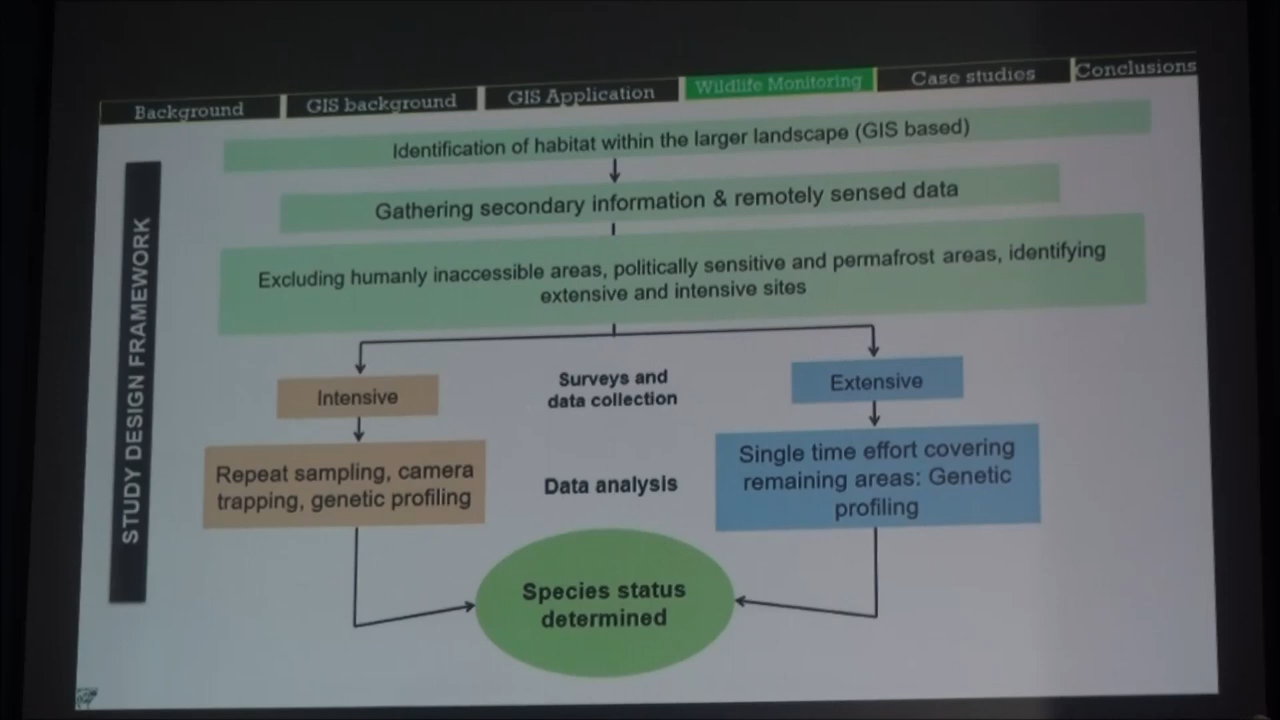 Background
GIS background
GIS Application
Wildlife Monitoring
Case studies
Conclusions
STUDY DESIGN FRAMEWORK
Identification of habitat within the larger landscape (GIS based)
Gathering secondary information & remotely sensed data
Excluding humanly inaccessible areas, politically sensitive and permafrost areas, identifying
extensive and intensive sites
Intensive
Surveys and
data collection
Extensive
Repeat sampling, camera
trapping, genetic profiling
Data analysis
Single time effort covering
remaining areas: Genetic
profiling
Species status
determined